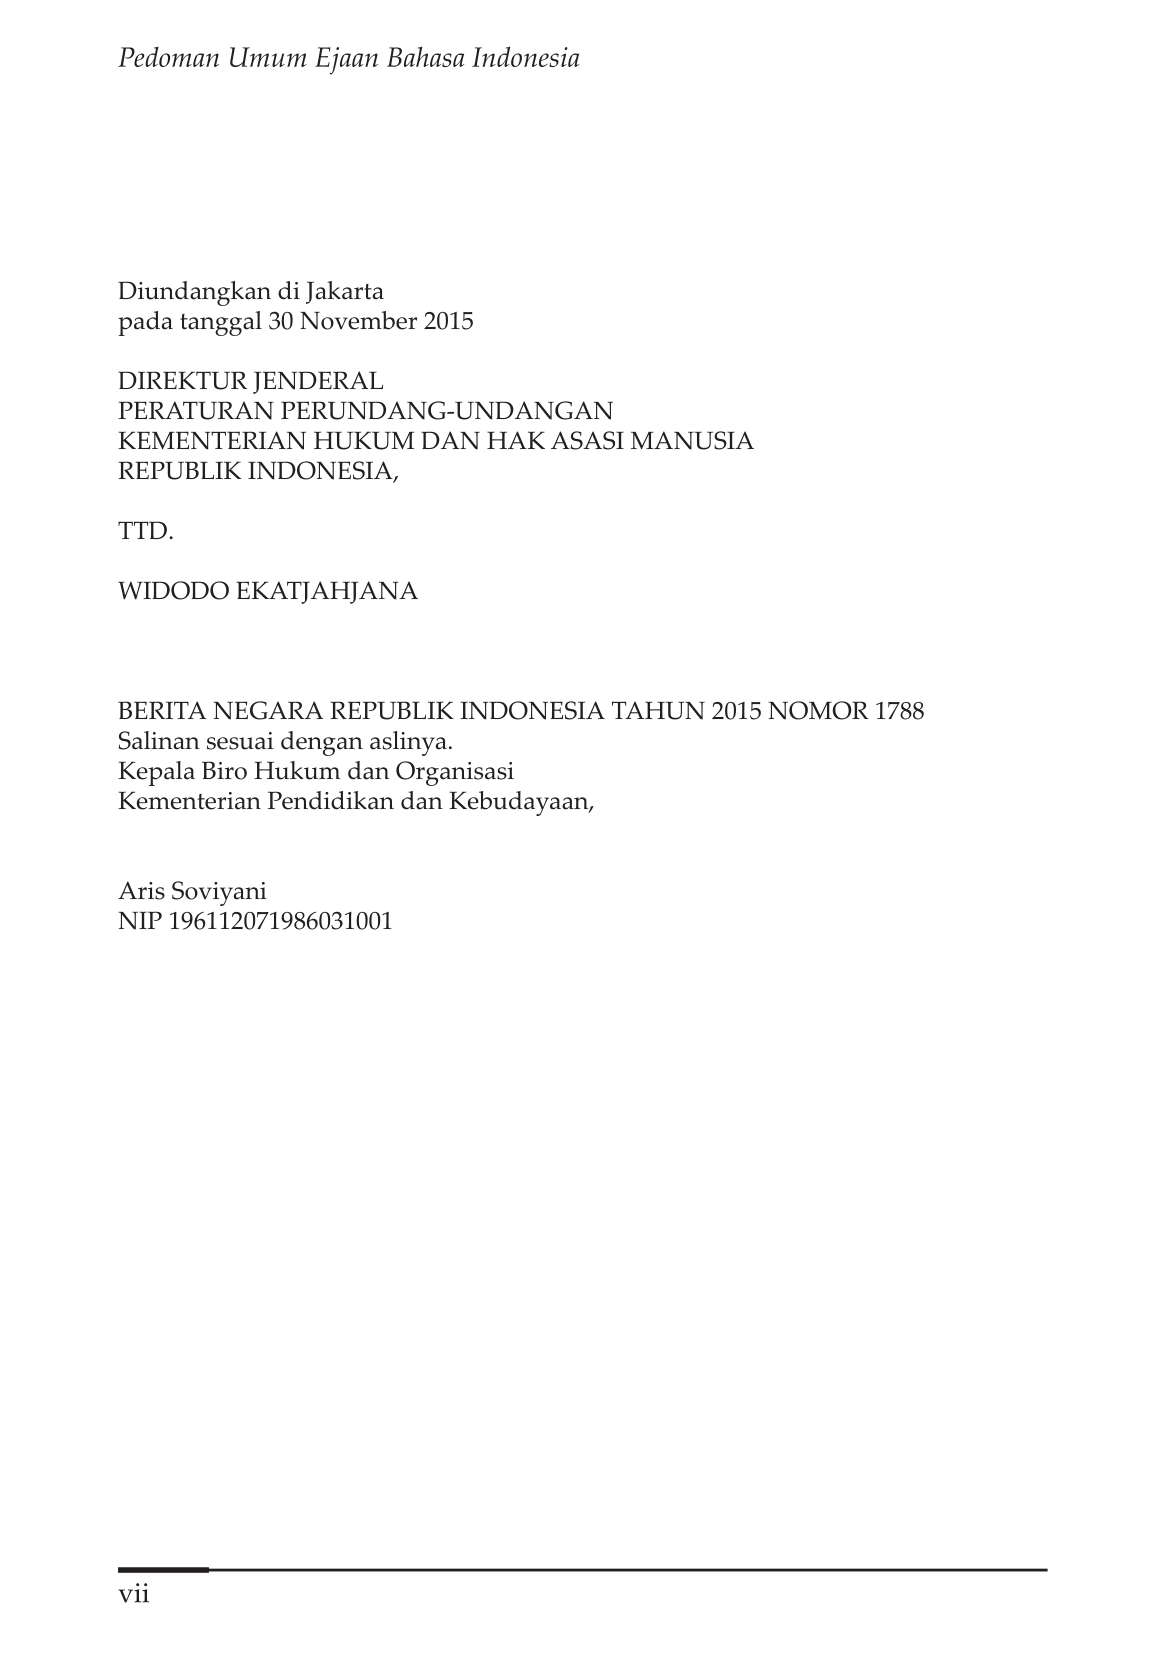 Pedoman Umum Ejaan Bahasa Indonesia
Diundangkan di Jakarta
pada tanggal 30 November 2015
DIREKTUR JENDERAL
PERATURAN PERUNDANG-UNDANGAN
KEMENTERIAN HUKUM DAN HAK ASASI MANUSIA
REPUBLIK INDONESIA,
TTD.
WIDODO EKATJAHJANA
BERITA NEGARA REPUBLIK INDONESIA TAHUN 2015 NOMOR 1788
Salinan sesuai dengan aslinya.
Kepala Biro Hukum dan Organisasi
Kementerian Pendidikan dan Kebudayaan,
Aris Soviyani
NIP 196112071986031001
vii